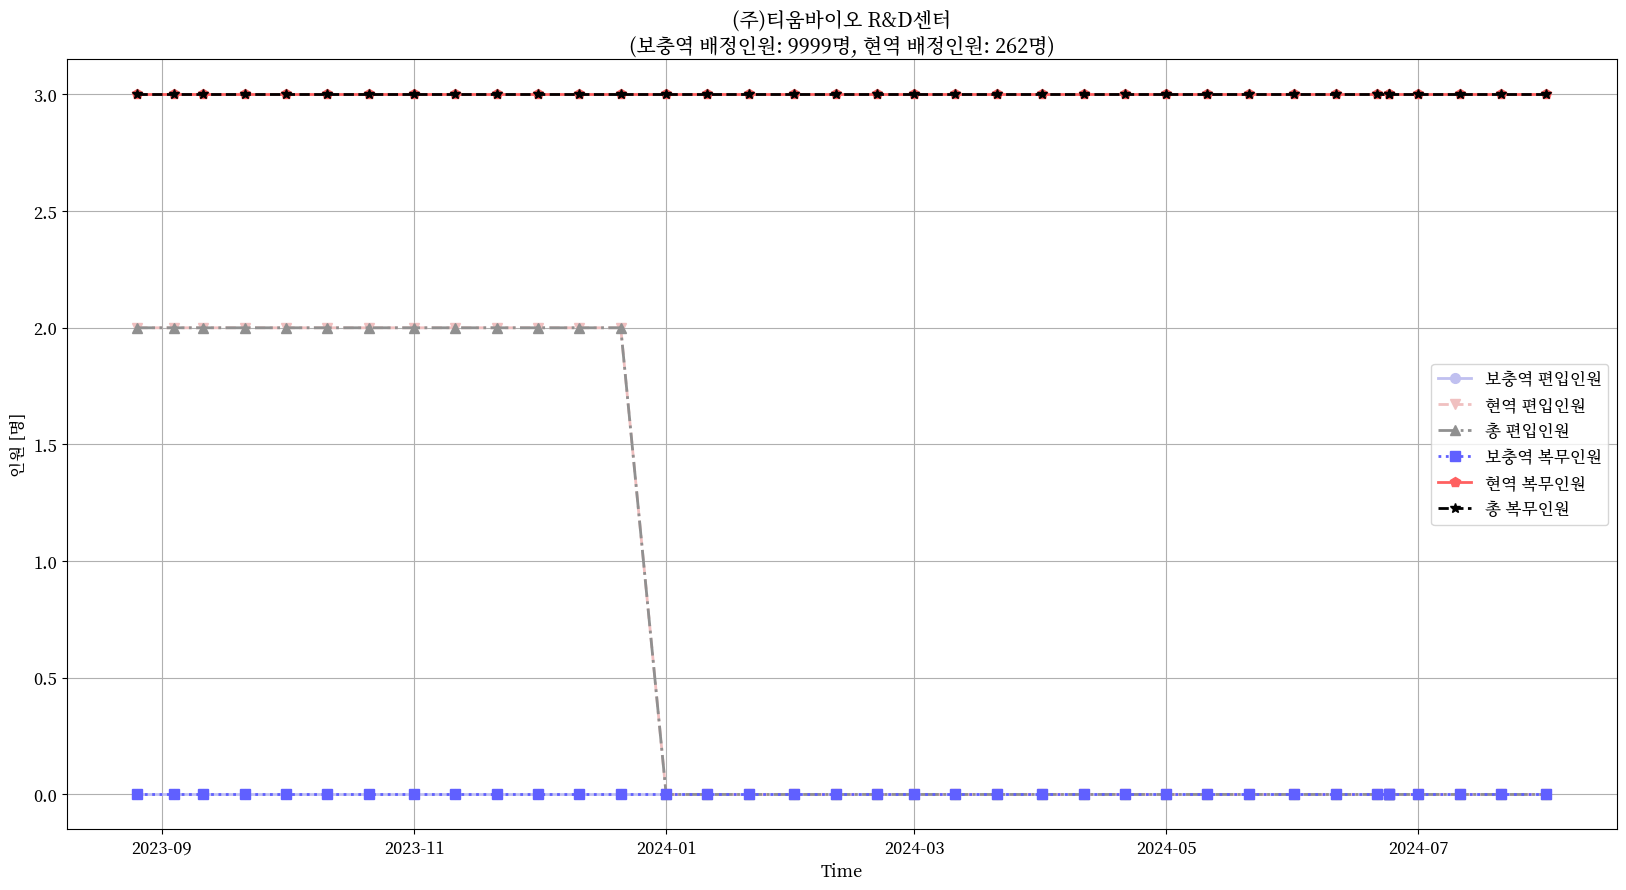 (주)티움바이오 R&D센터
(보충역 배정인원: 9999명, 현역 배정인원: 262명)
3.0
2.5
2.0
1.5
1.0
0.5
0.0
인원 [명]
보충역 편입인원
현역 편입인원
총 편입인원
보충역 복무인원
현역 복무인원
총 복무인원
2023-09
2023-11
2024-01
2024-03
2024-05
2024-07
Time